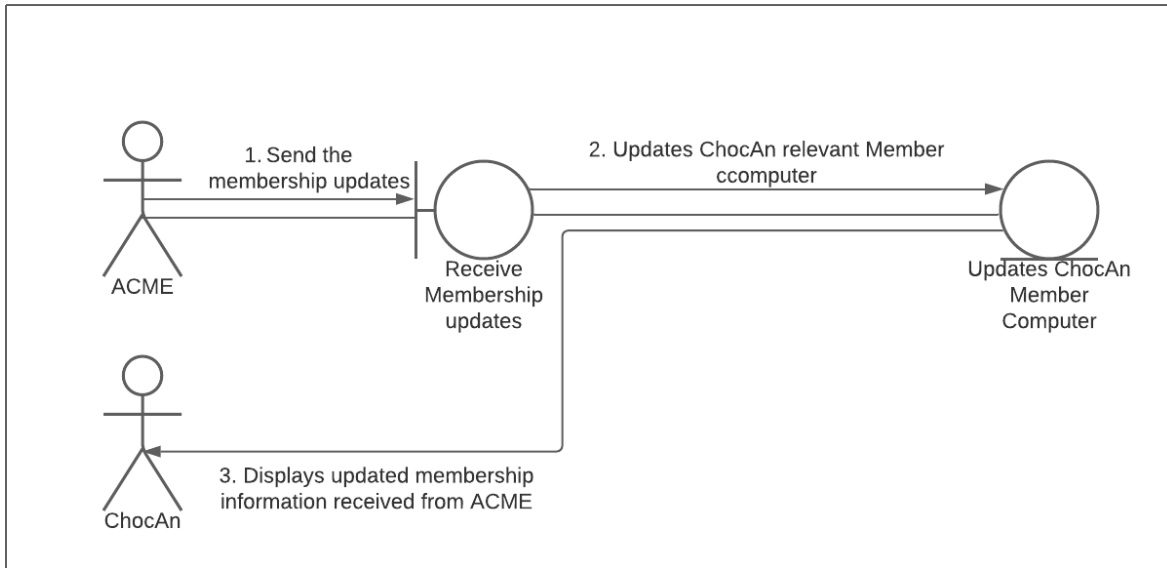 1. Send the
membership updates
2. Updates ChocAn relevant Member
ccomputer
ACME
Receive
Membership
updates
Updates ChocAn
Member
Computer
3. Displays updated membership
information received from ACME
ChocAn